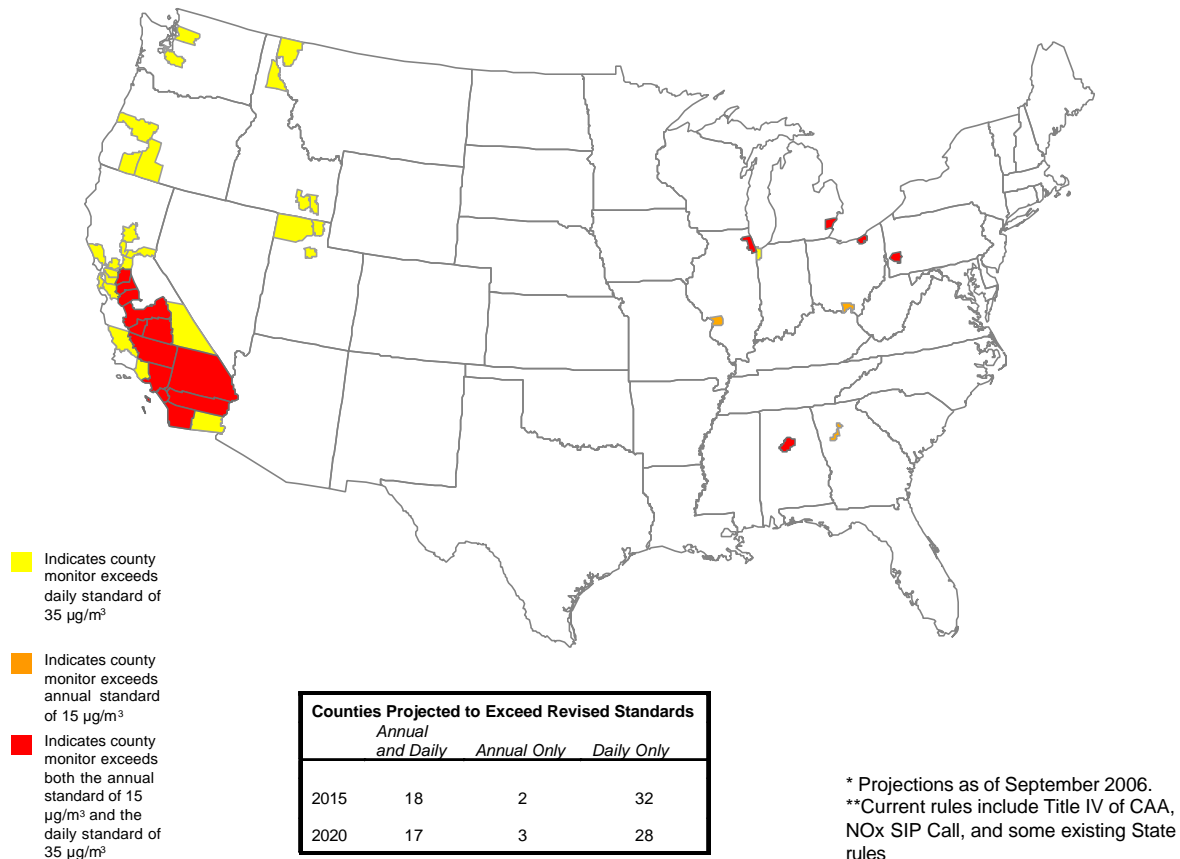 Indicates county
monitor exceeds
daily standard of
35 µg/m³
Indicates county
monitor exceeds
annual standard
of 15 µg/m³
Indicates county
monitor exceeds
both the annual
standard of 15
µg/m³ and the
daily standard of
35 µg/m³
Counties Projected to Exceed Revised Standards
Annual
and Daily Annual Only Daily Only
2015 18 2 32
2020 17 3 28
* Projections as of September 2006.
**Current rules include Title IV of CAA,
NOx SIP Call, and some existing State
rules